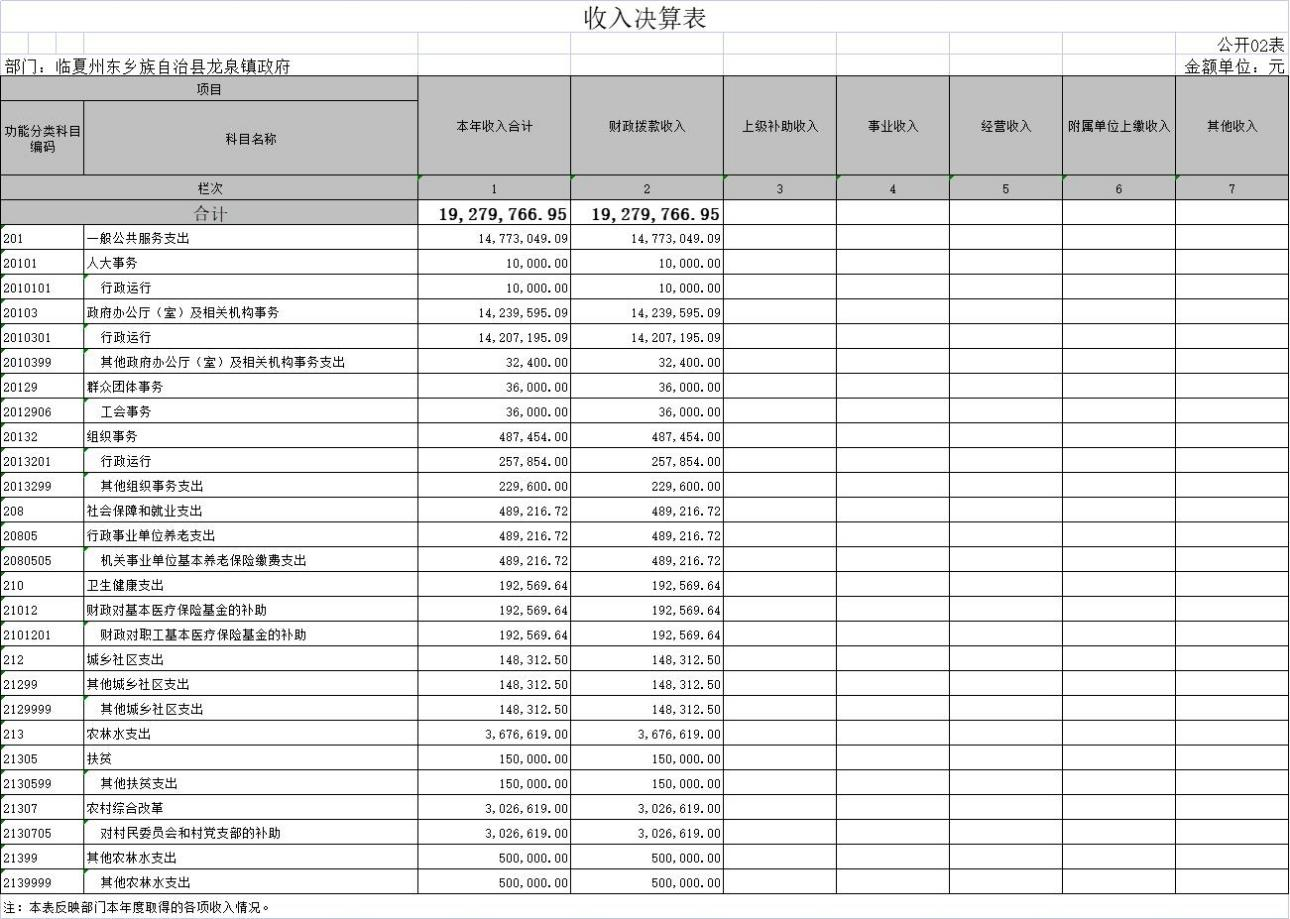 收入决算表
公开02表
部门：临夏州东乡族自治县龙泉镇政府 金额单位：元
项目 本年收入合计 财政拨款收入 上级补助收入 事业收入 经营收入 附属单位上缴收入 其他收入
功能分类科目编码 科目名称
栏次 1 2 3 4 5 6 7
合计 19,279,766.95 19,279,766.95
201 一般公共服务支出 14,773,049.09 14,773,049.09
20101 人大事务 10,000.00 10,000.00
2010101 行政运行 10,000.00 10,000.00
20103 政府办公厅（室）及相关机构事务 14,239,595.09 14,239,595.09
2010301 行政运行 14,207,195.09 14,207,195.09
2010399 其他政府办公厅（室）及相关机构事务支出 32,400.00 32,400.00
20129 群众团体事务 36,000.00 36,000.00
2012906 工会事务 36,000.00 36,000.00
20132 组织事务 487,454.00 487,454.00
2013201 行政运行 257,854.00 257,854.00
2013299 其他组织事务支出 229,600.00 229,600.00
208 社会保障和就业支出 489,216.72 489,216.72
20805 行政事业单位养老支出 489,216.72 489,216.72
2080505 机关事业单位基本养老保险缴费支出 489,216.72 489,216.72
210 卫生健康支出 192,569.64 192,569.64
21012 财政对基本医疗保险基金的补助 192,569.64 192,569.64
2101201 财政对职工基本医疗保险基金的补助 192,569.64 192,569.64
212 城乡社区支出 148,312.50 148,312.50
21299 其他城乡社区支出 148,312.50 148,312.50
2129999 其他城乡社区支出 148,312.50 148,312.50
213 农林水支出 3,676,619.00 3,676,619.00
21305 扶贫 150,000.00 150,000.00
2130599 其他扶贫支出 150,000.00 150,000.00
21307 农村综合改革 3,026,619.00 3,026,619.00
2130705 对村民委员会和村党支部的补助 3,026,619.00 3,026,619.00
21399 其他农林水支出 500,000.00 500,000.00
2139999 其他农林水支出 500,000.00 500,000.00
注：本表反映部门本年度取得的各项收入情况。